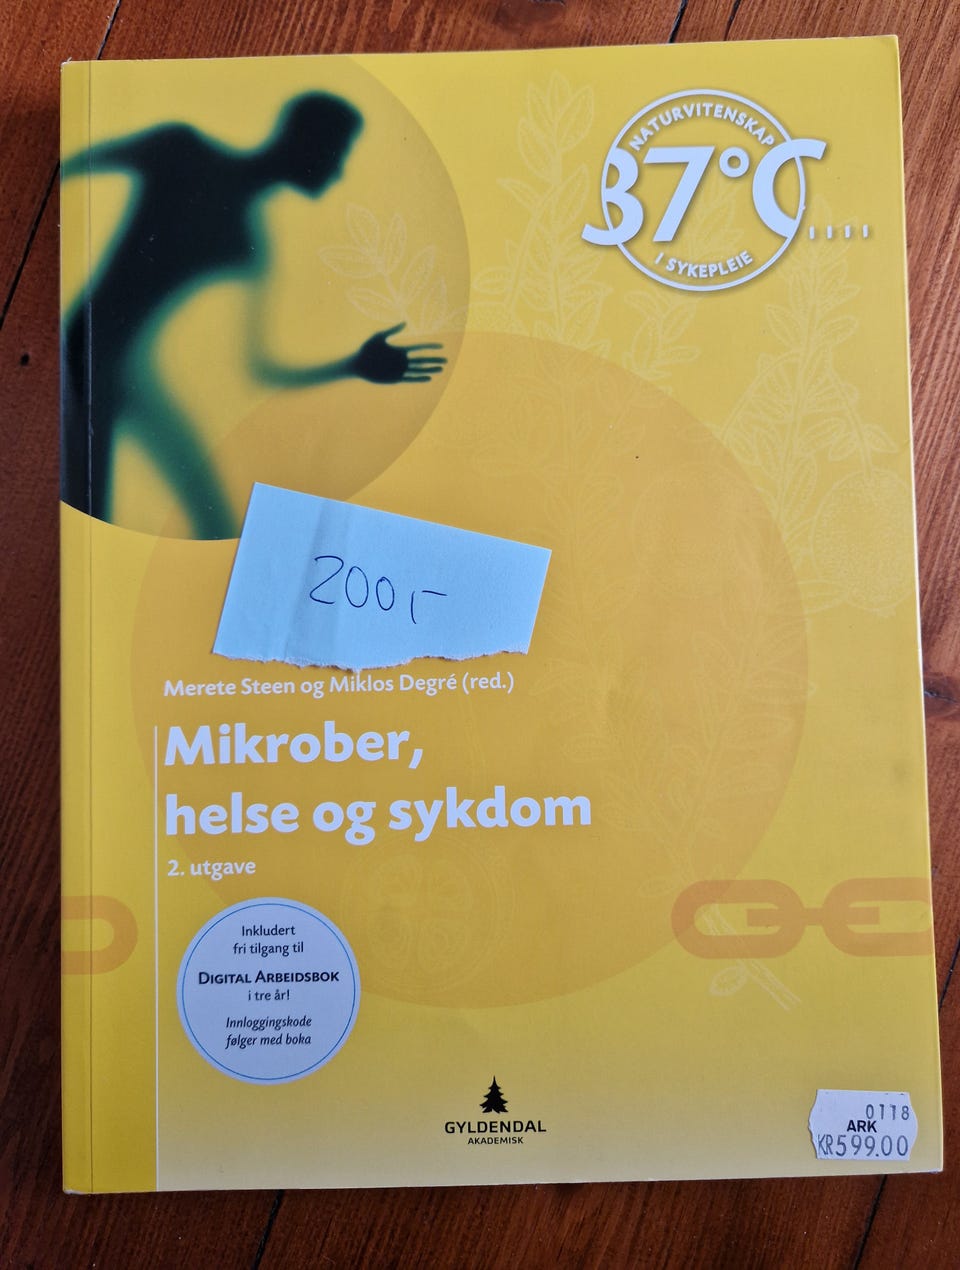 NATURVITENSKAP
37°C
I SYKEPLEIE
200,-
Merete Steen og Miklos Degré (red.)
Mikrober,
helse og sykdom
2. utgave
Inkludert
fri tilgang til
DIGITAL ARBEIDSBOK
i tre år!
Innloggingskode
følger med boka
GYLDENDAL
AKADEMISK
0118
ARK
KR599.00